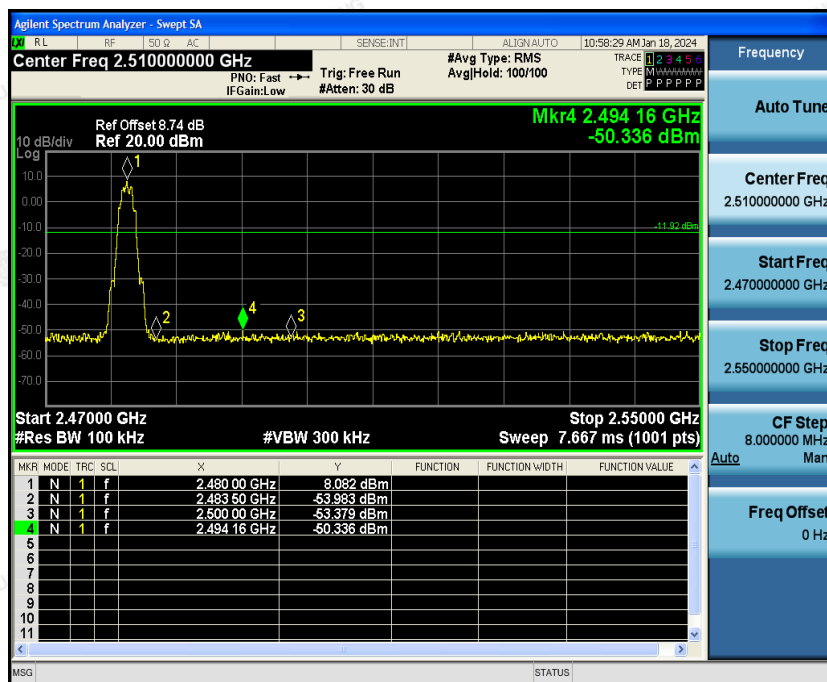 Agilent Spectrum Analyzer - Swept SA
LXI RL RF 50 Ω AC SENSE:INT ALIGN AUTO 10:58:29 AM Jan 18, 2024
Center Freq 2.510000000 GHz
PNO: Fast
IFGain:Low
Trig: Free Run
#Atten: 30 dB
#Avg Type: RMS
Avg|Hold: 100/100
TRACE 1 2 3 4 5 6
TYPE M
DET P P P P P P
Mkr4 2.494 16 GHz
-50.336 dBm
Ref Offset 8.74 dB
10 dB/div Ref 20.00 dBm
Log
10.0
0.00
-10.0
-20.0
-30.0
-40.0
-50.0
-60.0
-70.0
1
2
4
3
-11.92 dBm
Start 2.47000 GHz Stop 2.55000 GHz
#Res BW 100 kHz #VBW 300 kHz Sweep 7.667 ms (1001 pts)
MKR MODE TRC SCL X Y FUNCTION FUNCTION WIDTH FUNCTION VALUE
1 N 1 f 2.480 00 GHz 8.082 dBm
2 N 1 f 2.483 50 GHz -53.983 dBm
3 N 1 f 2.500 00 GHz -53.379 dBm
4 N 1 f 2.494 16 GHz -50.336 dBm
5
6
7
8
9
10
11
MSG STATUS
Frequency
Auto Tune
Center Freq
2.510000000 GHz
Start Freq
2.470000000 GHz
Stop Freq
2.550000000 GHz
CF Step
8.000000 MHz
Auto Man
Freq Offset
0 Hz